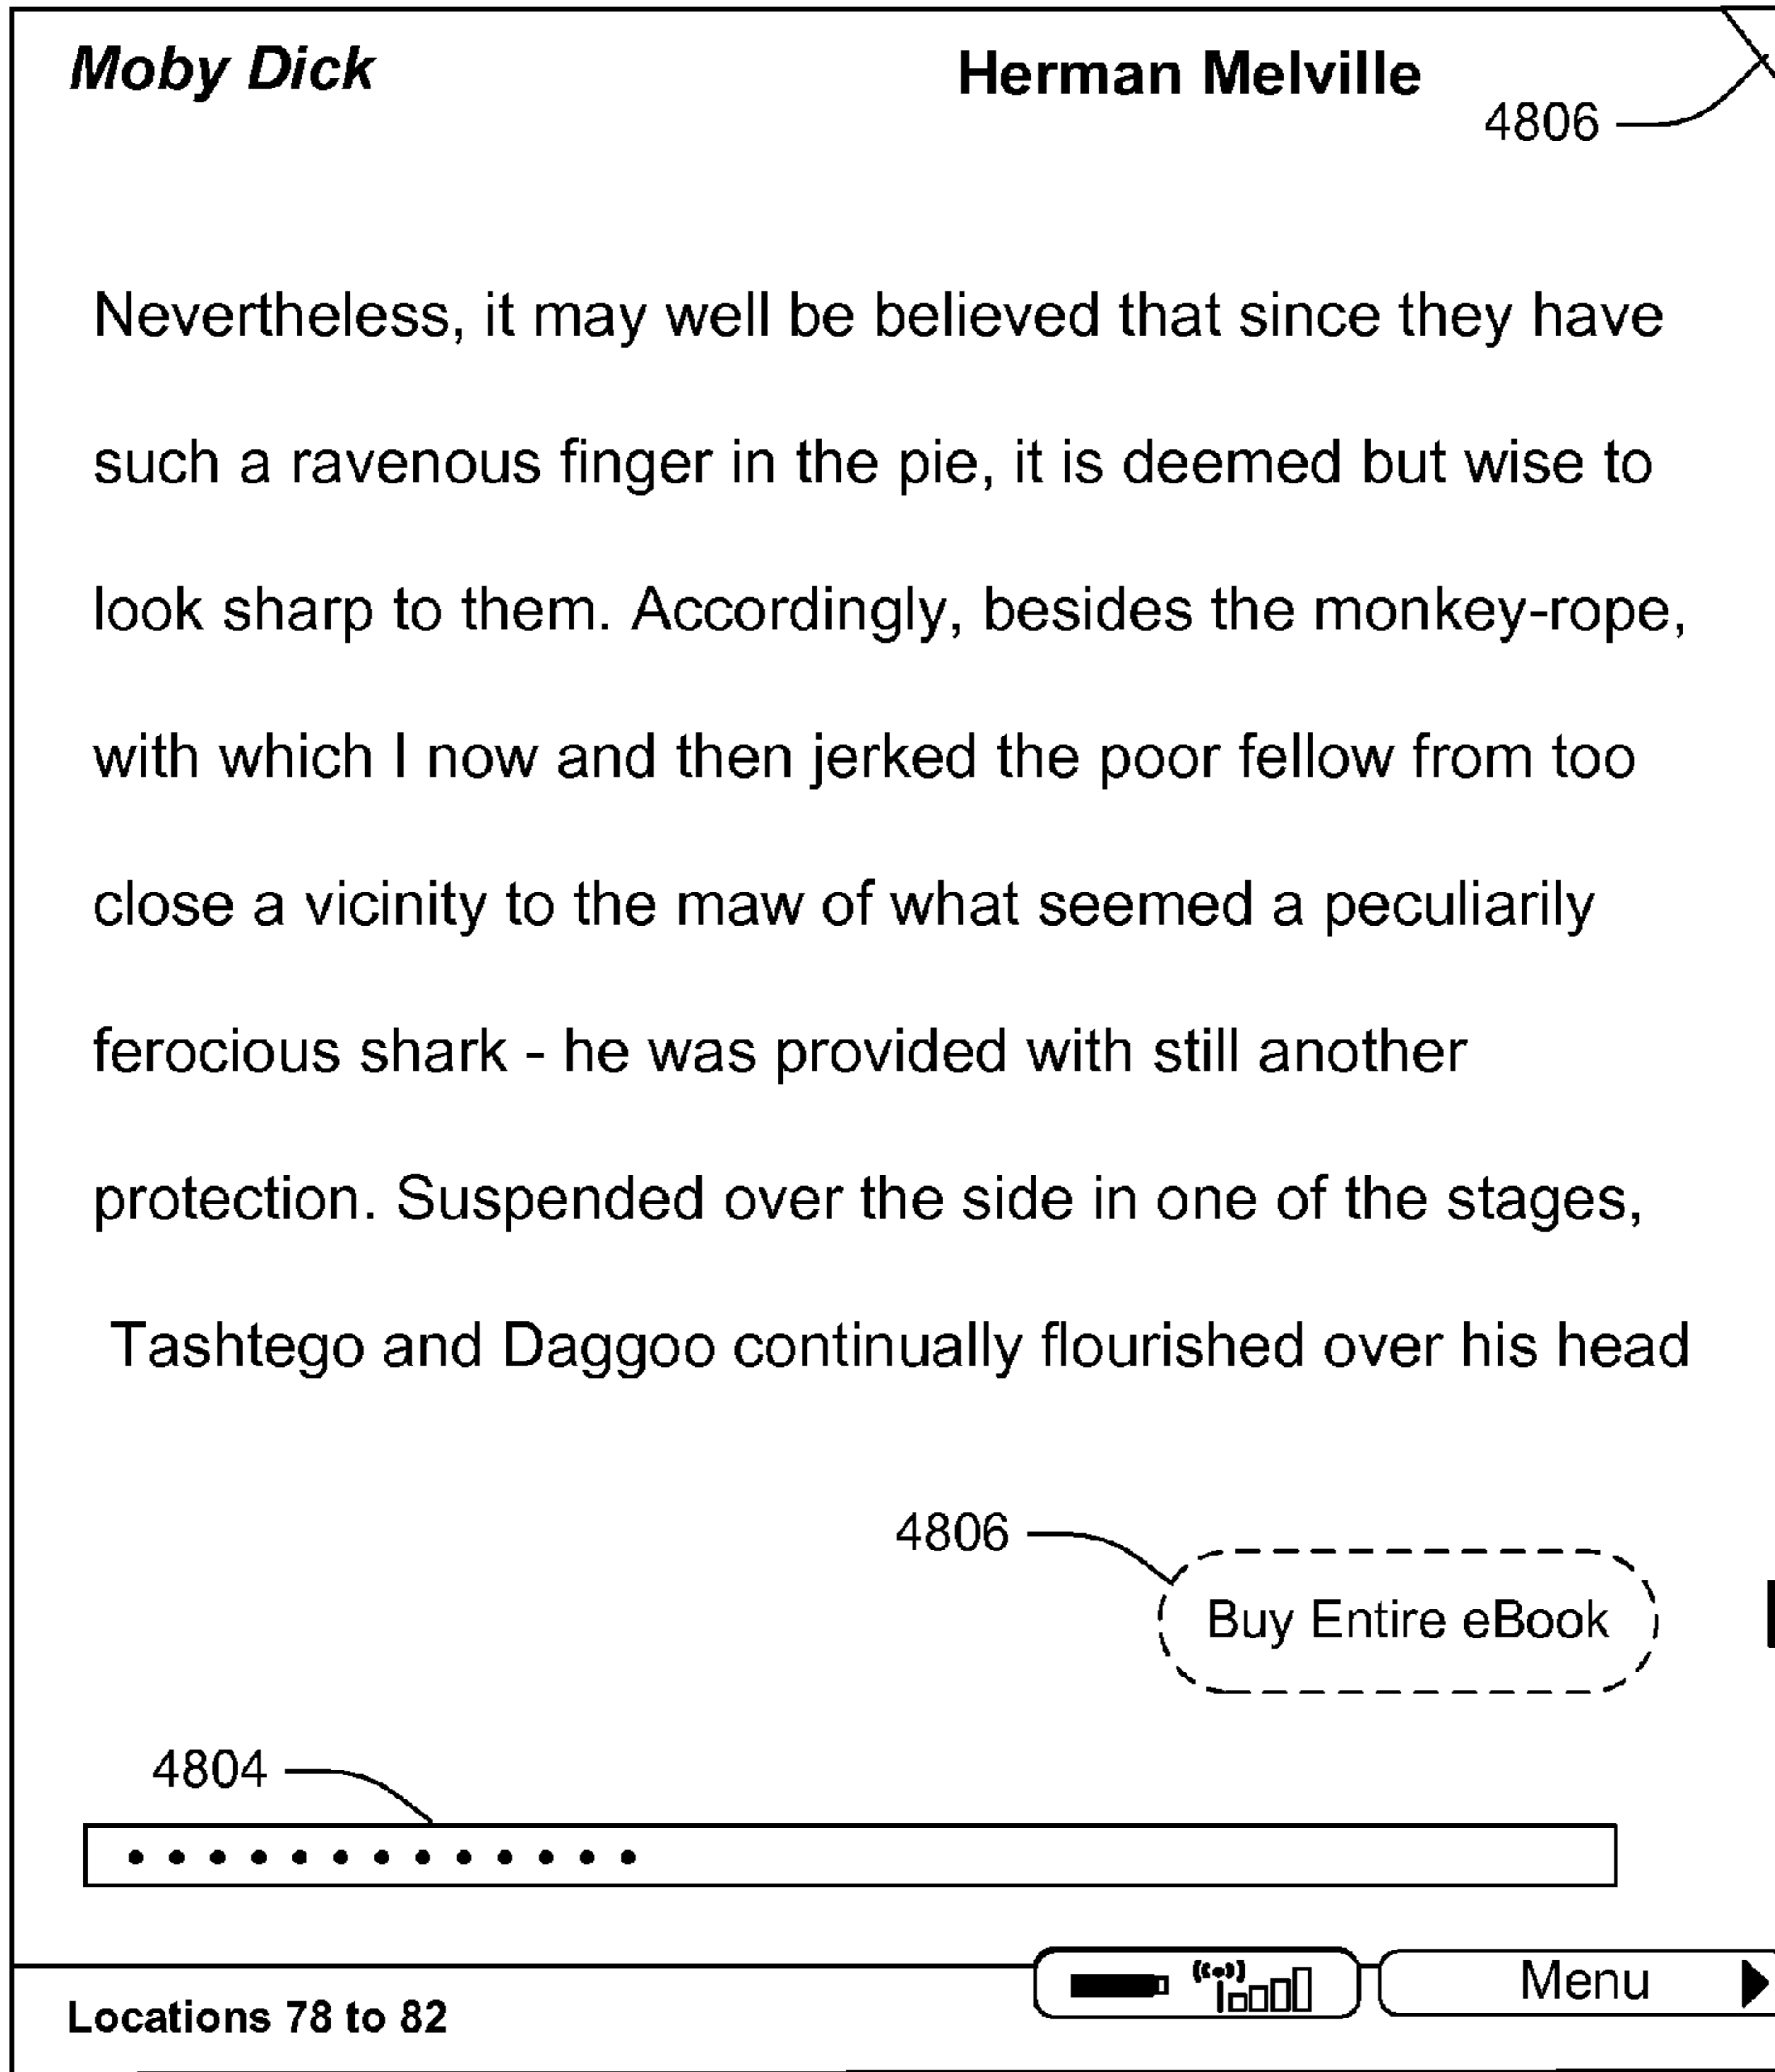 Moby Dick
Herman Melville
4806
Nevertheless, it may well be believed that since they have
such a ravenous finger in the pie, it is deemed but wise to
look sharp to them. Accordingly, besides the monkey-rope,
with which I now and then jerked the poor fellow from too
close a vicinity to the maw of what seemed a peculiarily
ferocious shark - he was provided with still another
protection. Suspended over the side in one of the stages,
Tashtego and Daggoo continually flourished over his head
4806
Buy Entire eBook
4804
Menu
Locations 78 to 82